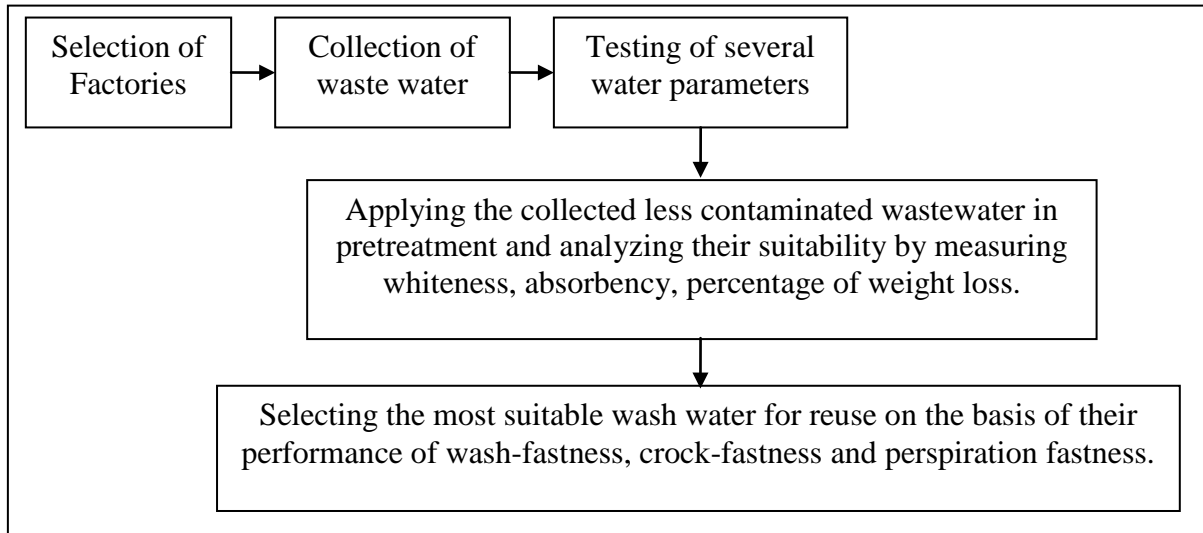 Selection of
Factories
Collection of
waste water
Testing of several
water parameters
Applying the collected less contaminated wastewater in
pretreatment and analyzing their suitability by measuring
whiteness, absorbency, percentage of weight loss.
Selecting the most suitable wash water for reuse on the basis of their
performance of wash-fastness, crock-fastness and perspiration fastness.